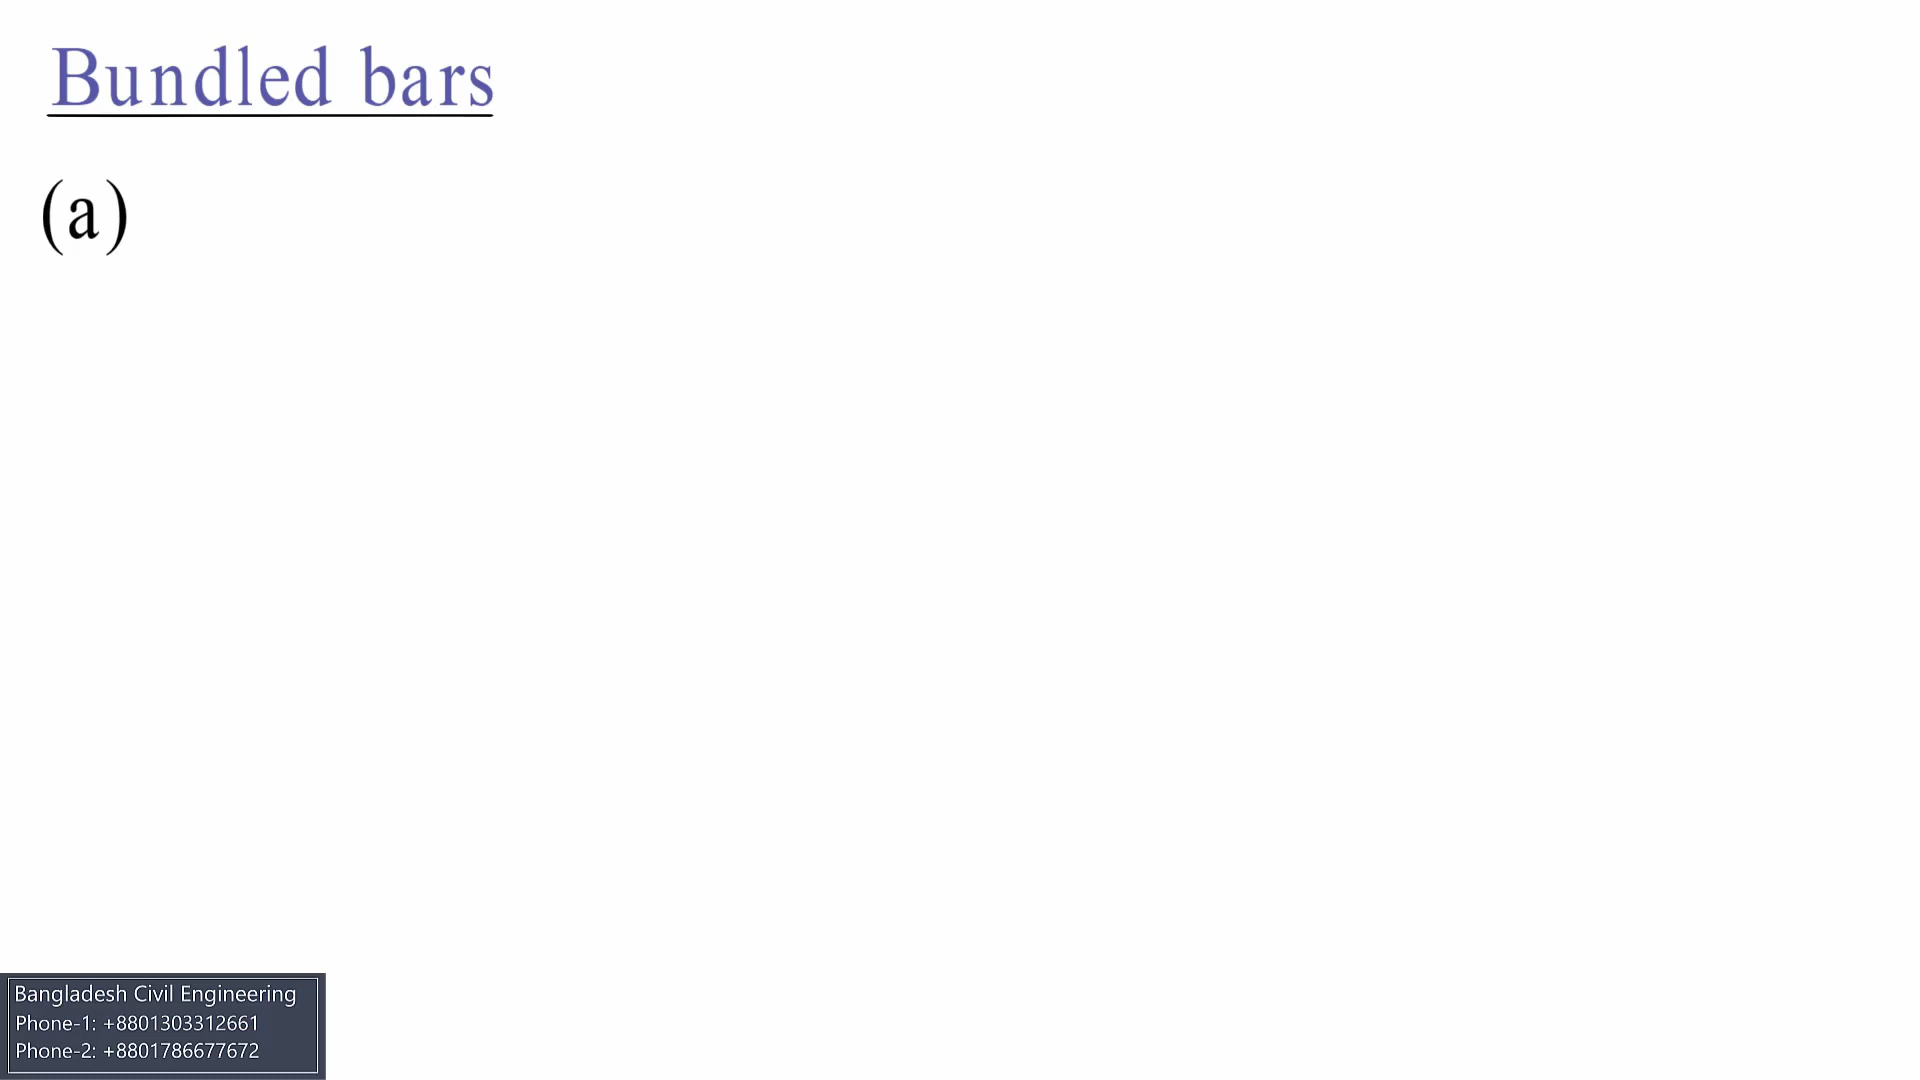 Bundled bars
(a)
Bangladesh Civil Engineering
Phone-1: +8801303312661
Phone-2: +8801786677672